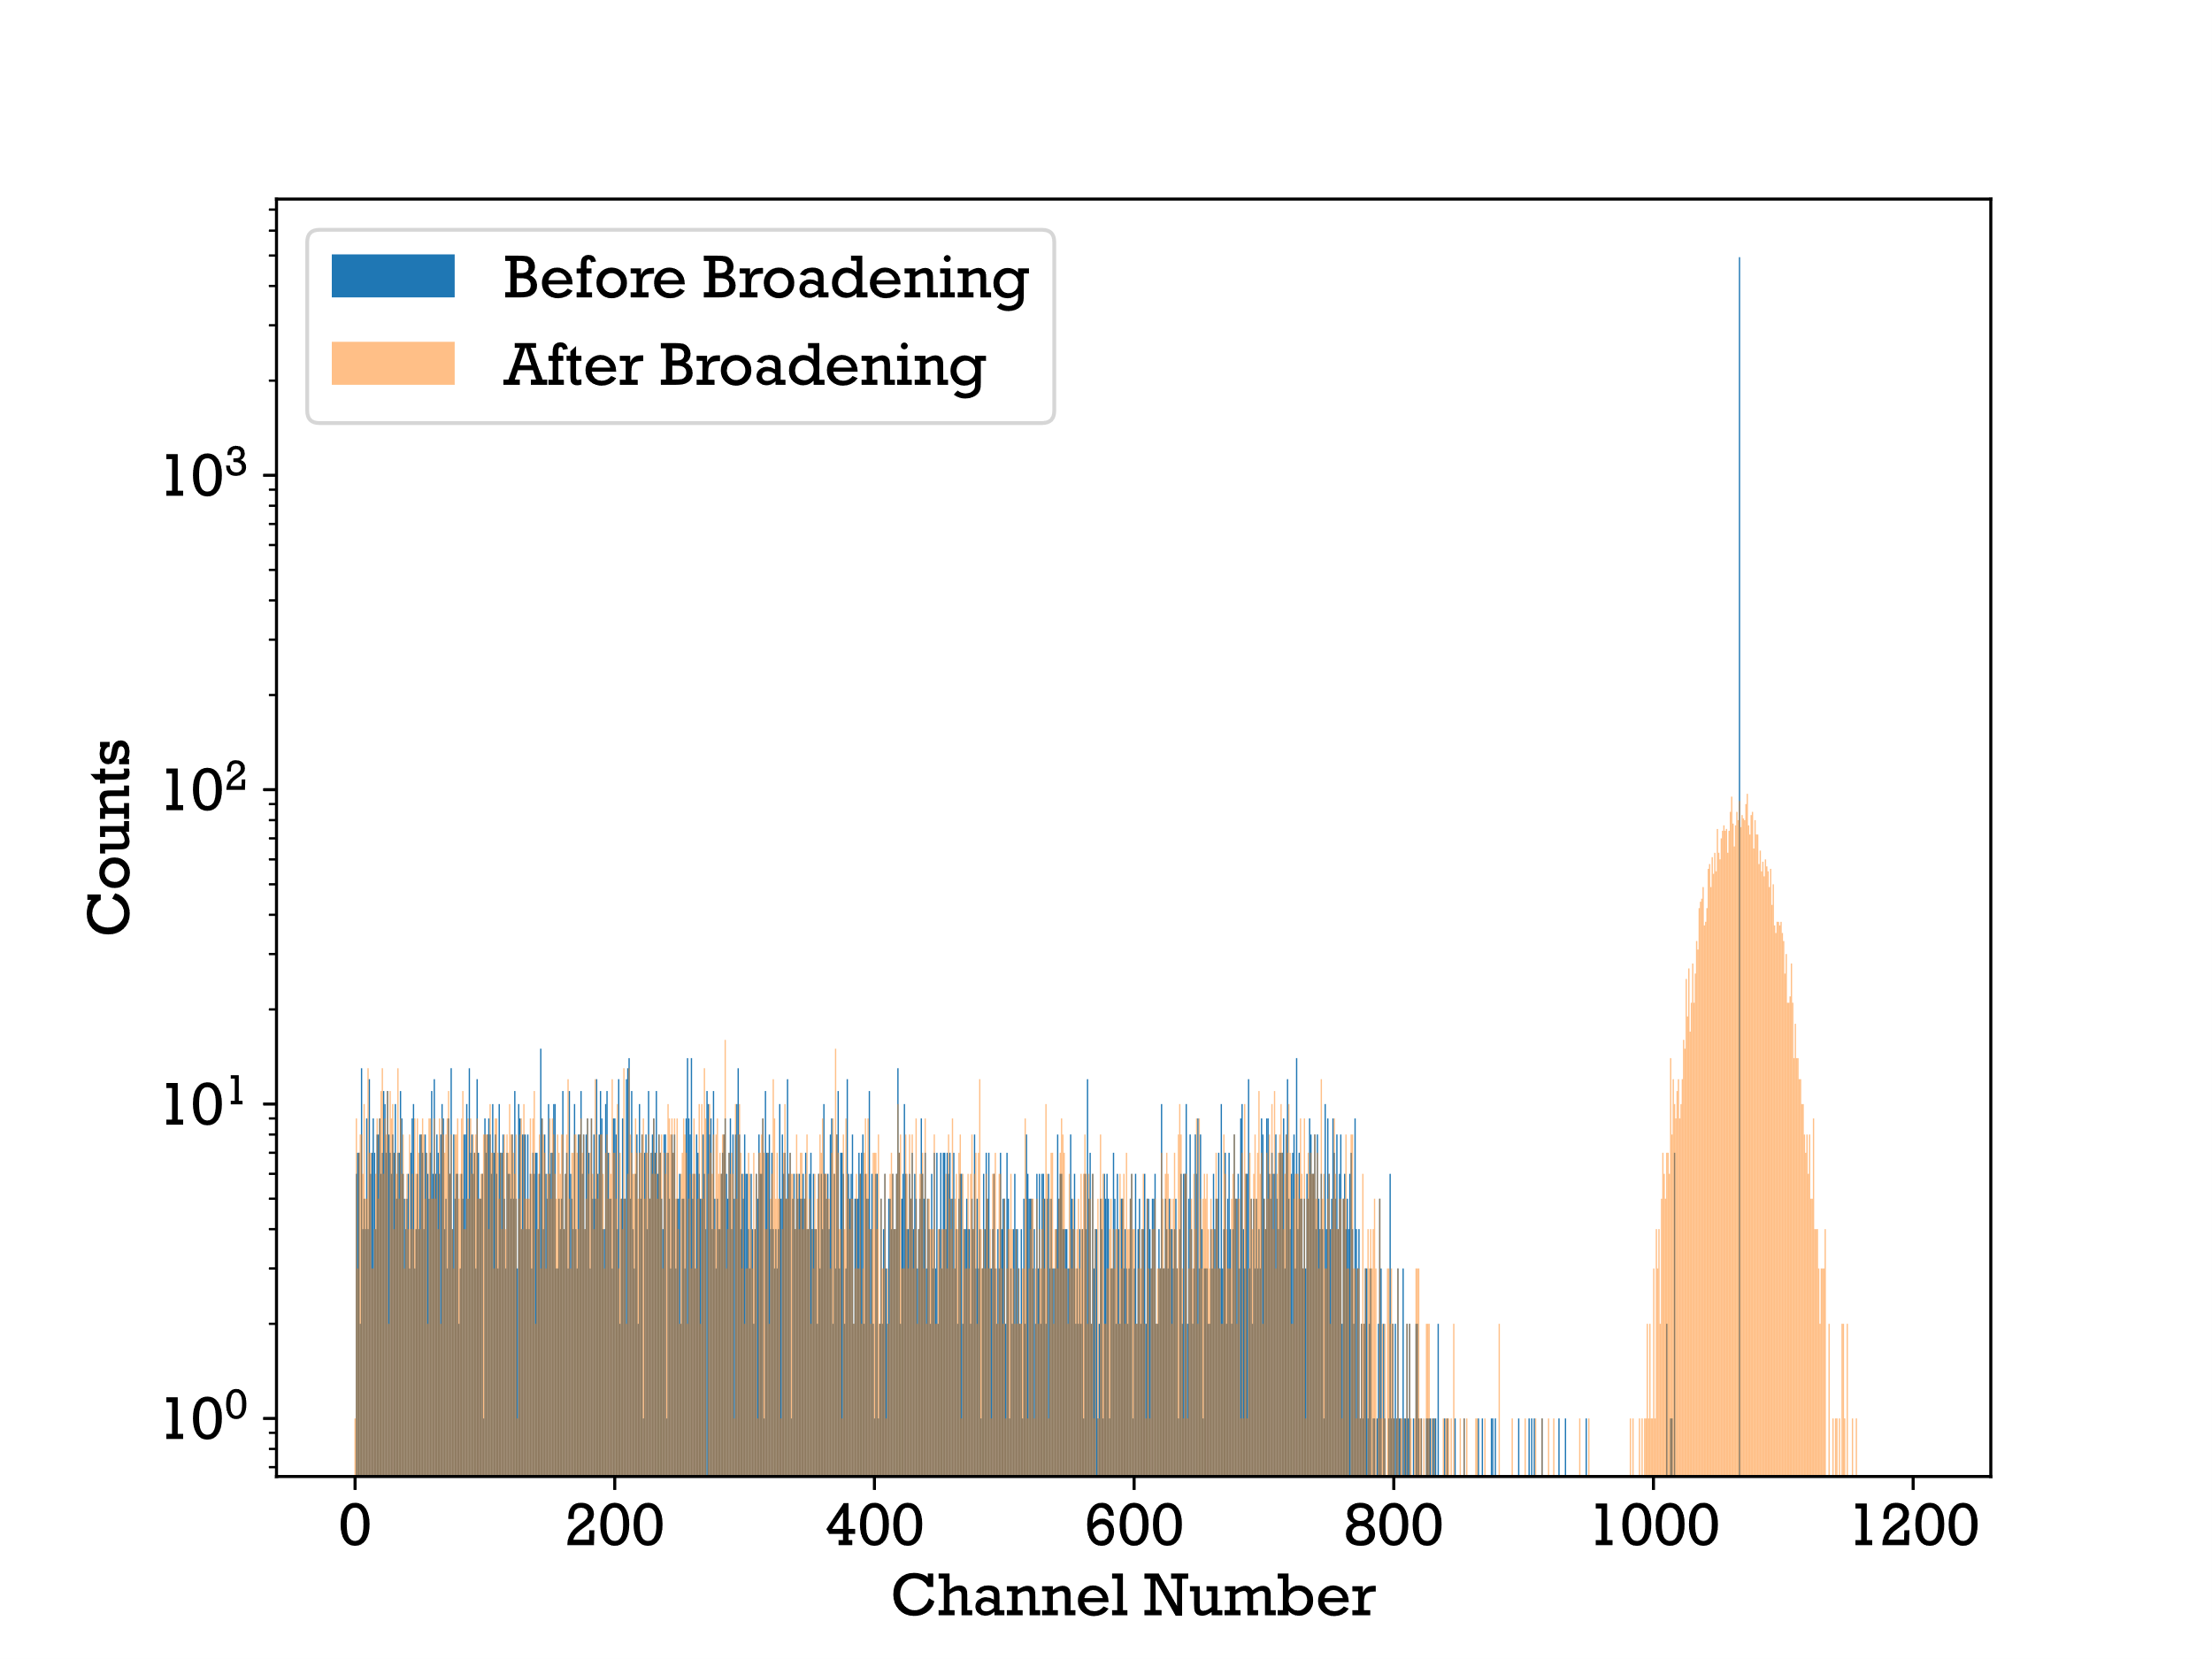 Before Broadening
After Broadening
10³
10²
10¹
10⁰
Counts
0 200 400 600 800 1000 1200
Channel Number